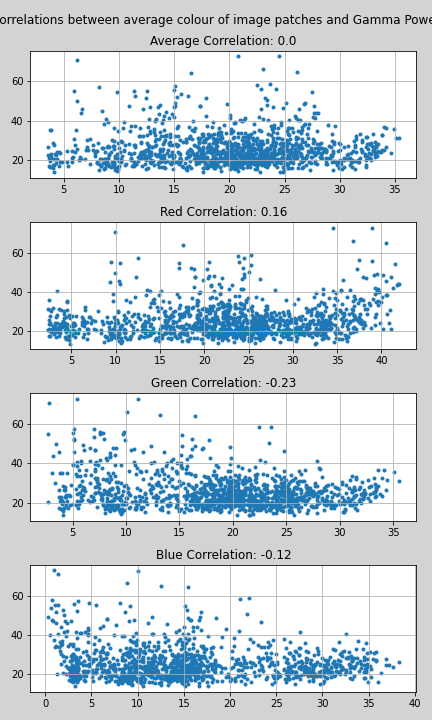 orrelations between average colour of image patches and Gamma Powe
Average Correlation: 0.0
60
40
20
5 10 15 20 25 30 35
Red Correlation: 0.16
60
40
20
5 10 15 20 25 30 35 40
Green Correlation: -0.23
60
40
20
5 10 15 20 25 30 35
Blue Correlation: -0.12
60
40
20
0 5 10 15 20 25 30 35 40